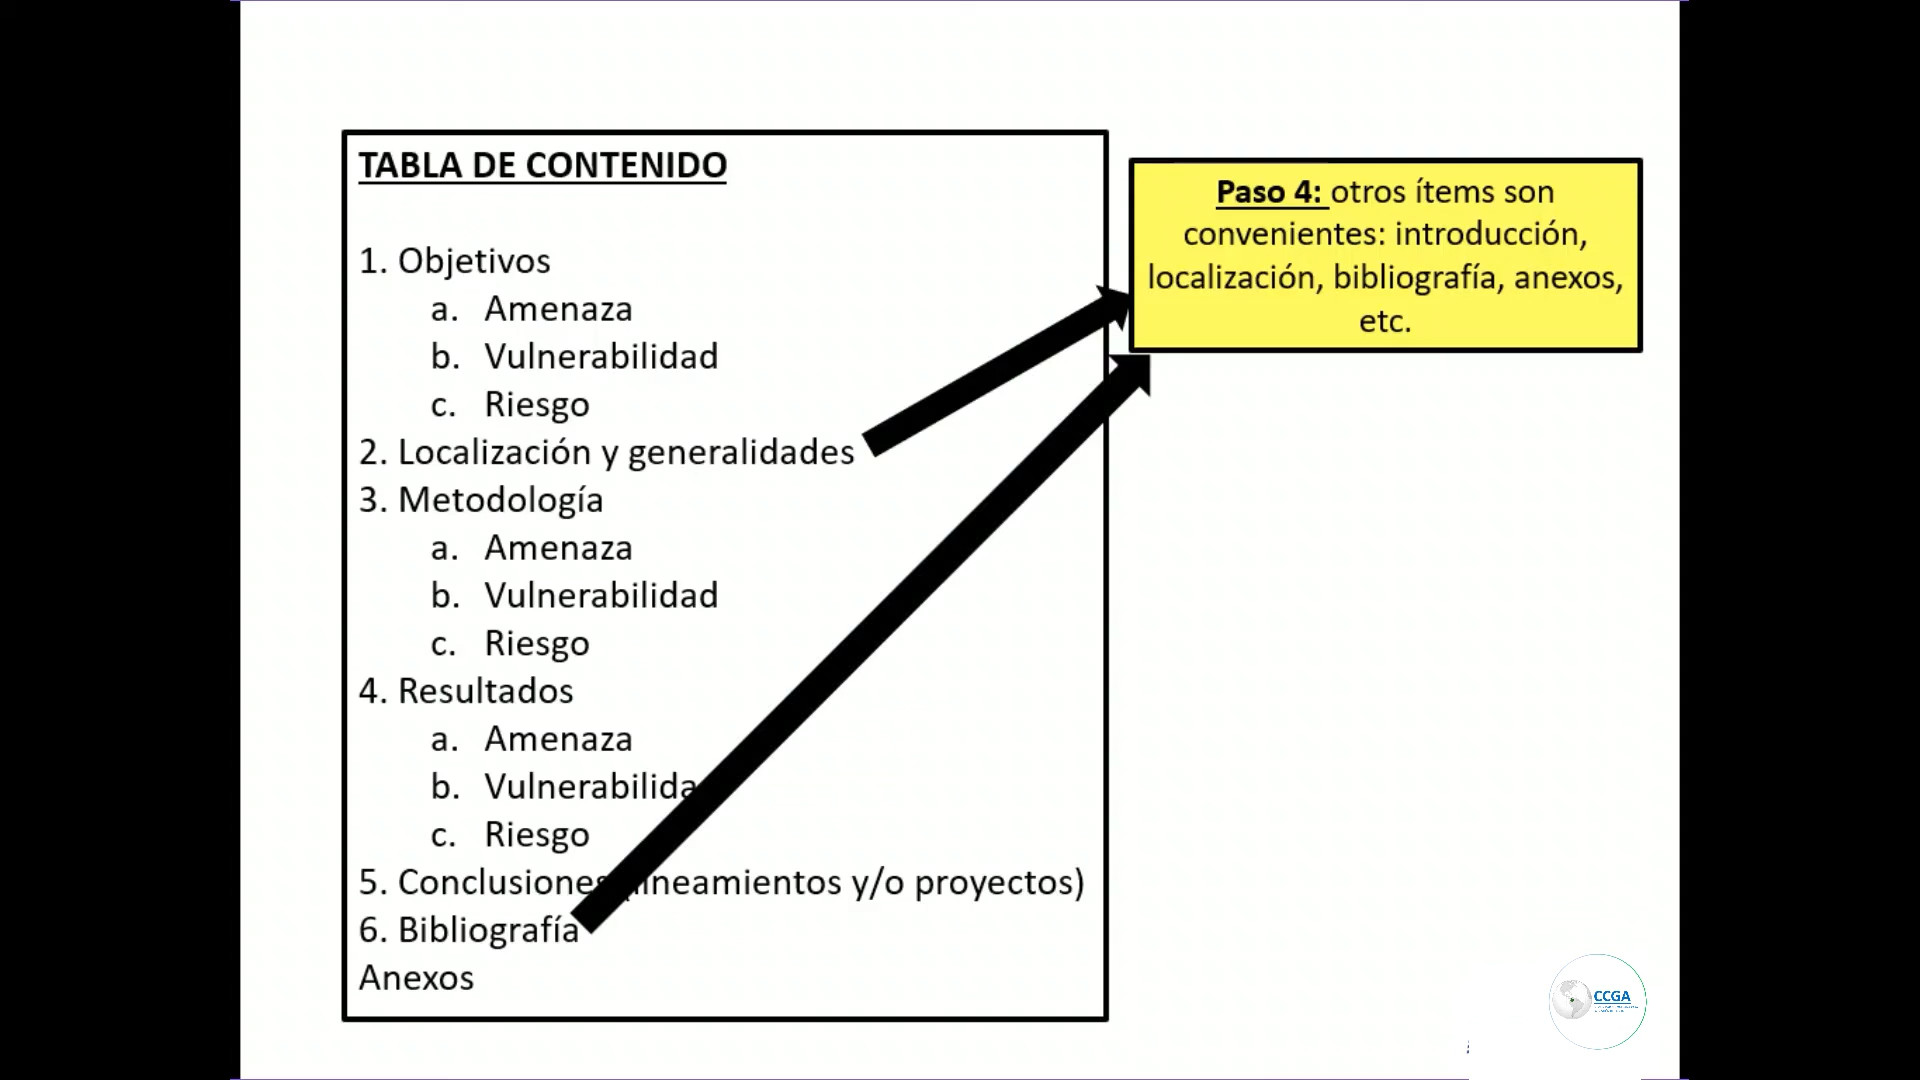 TABLA DE CONTENIDO
1. Objetivos
a. Amenaza
b. Vulnerabilidad
c. Riesgo
2. Localización y generalidades
3. Metodología
a. Amenaza
b. Vulnerabilidad
c. Riesgo
4. Resultados
a. Amenaza
b. Vulnerabilida
c. Riesgo
5. Conclusiones (lineamientos y/o proyectos)
6. Bibliografía
Anexos
Paso 4: otros ítems son
convenientes: introducción,
localización, bibliografía, anexos,
etc.
CCGA